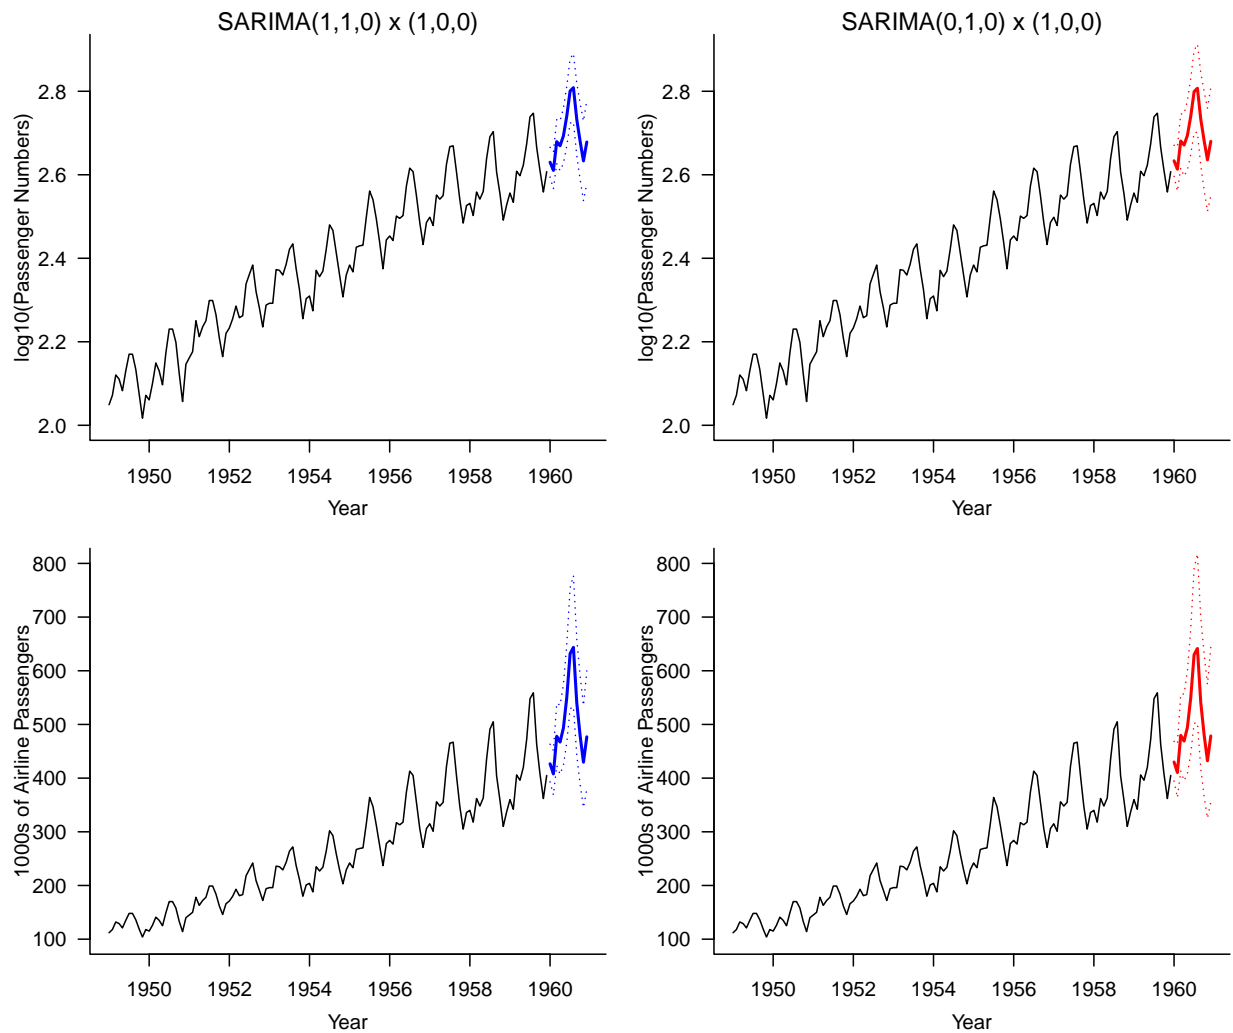 SARIMA(1,1,0) x (1,0,0)
log10(Passenger Numbers)
2.8
2.6
2.4
2.2
2.0
1950 1952 1954 1956 1958 1960
Year
SARIMA(0,1,0) x (1,0,0)
log10(Passenger Numbers)
2.8
2.6
2.4
2.2
2.0
1950 1952 1954 1956 1958 1960
Year
1000s of Airline Passengers
800
700
600
500
400
300
200
100
1950 1952 1954 1956 1958 1960
Year
1000s of Airline Passengers
800
700
600
500
400
300
200
100
1950 1952 1954 1956 1958 1960
Year